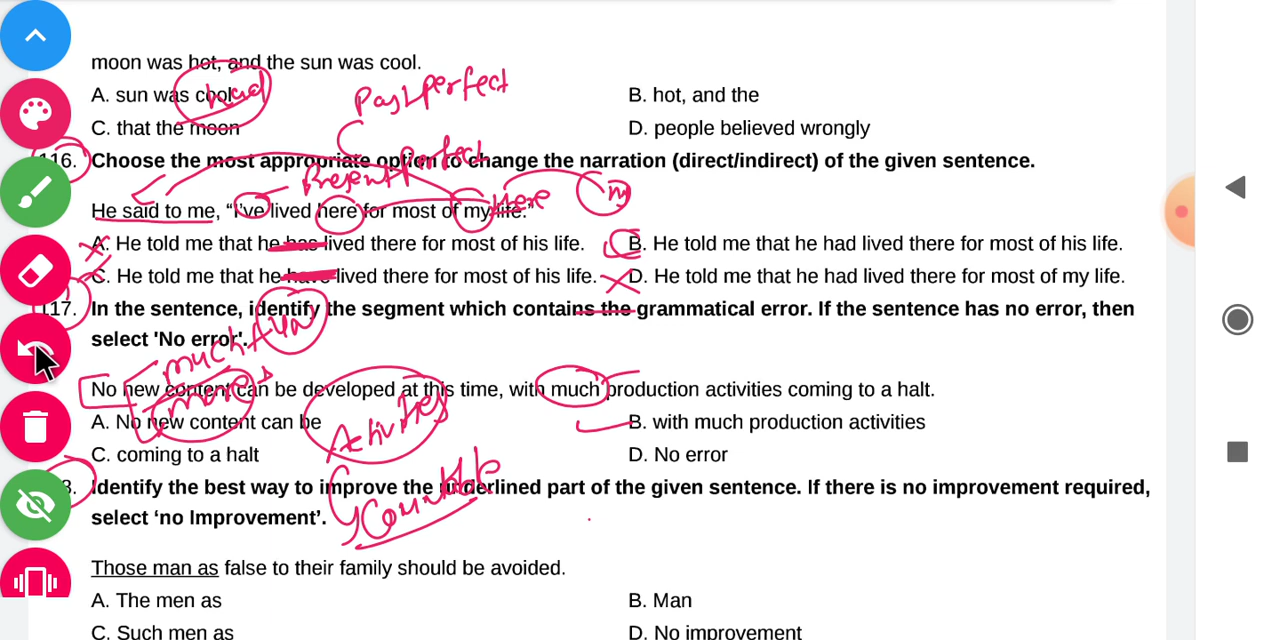 moon was hot, and the sun was cool.
A. sun was cool
had
B. hot, and the
C. that the moon
D. people believed wrongly
Past perfect
116. Choose the most appropriate option to change the narration (direct/indirect) of the given sentence.
Present perfect
He said to me, “I’ve lived here for most of my life.”
there
my
A. He told me that he has lived there for most of his life.
B. He told me that he had lived there for most of his life.
C. He told me that he have lived there for most of his life.
D. He told me that he had lived there for most of my life.
117. In the sentence, identify the segment which contains the grammatical error. If the sentence has no error, then
select 'No error'.
much
No new content can be developed at this time, with much production activities coming to a halt.
more
Activities
A. No new content can be
B. with much production activities
C. coming to a halt
D. No error
Countable
8. Identify the best way to improve the underlined part of the given sentence. If there is no improvement required,
select ‘no Improvement’.
Those man as false to their family should be avoided.
A. The men as
B. Man
C. Such men as
D. No improvement